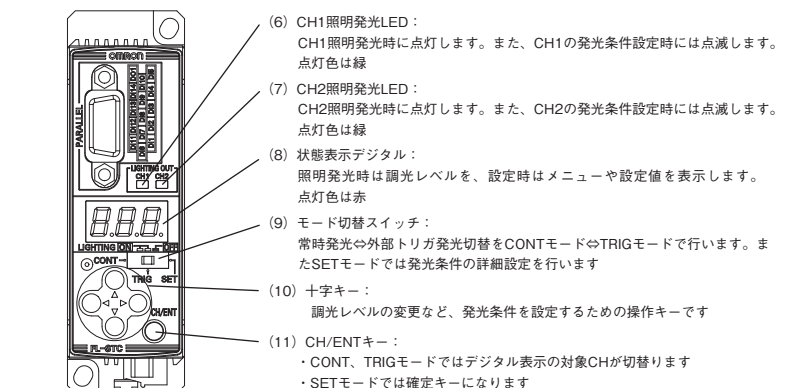 (6) CH1照明発光LED：
CH1照明発光時に点灯します。また、CH1の発光条件設定時には点滅します。
点灯色は緑
(7) CH2照明発光LED：
CH2照明発光時に点灯します。また、CH2の発光条件設定時には点滅します。
点灯色は緑
(8) 状態表示デジタル：
照明発光時は調光レベルを、設定時はメニューや設定値を表示します。
点灯色は赤
(9) モード切替スイッチ：
常時発光⇔外部トリガ発光切替をCONTモード⇔TRIGモードで行います。ま
たSETモードでは発光条件の詳細設定を行います
(10) 十字キー：
調光レベルの変更など、発光条件を設定するための操作キーです
(11) CH/ENTキー：
・CONT、TRIGモードではデジタル表示の対象CHが切替ります
・SETモードでは確定キーになります
OMRON
PARALLEL
LIGHTING OUT
CH1 CH2
8.8.8.
LIGHTING ON OFF
CONT
TRIG SET
CH/ENT
FL-STC